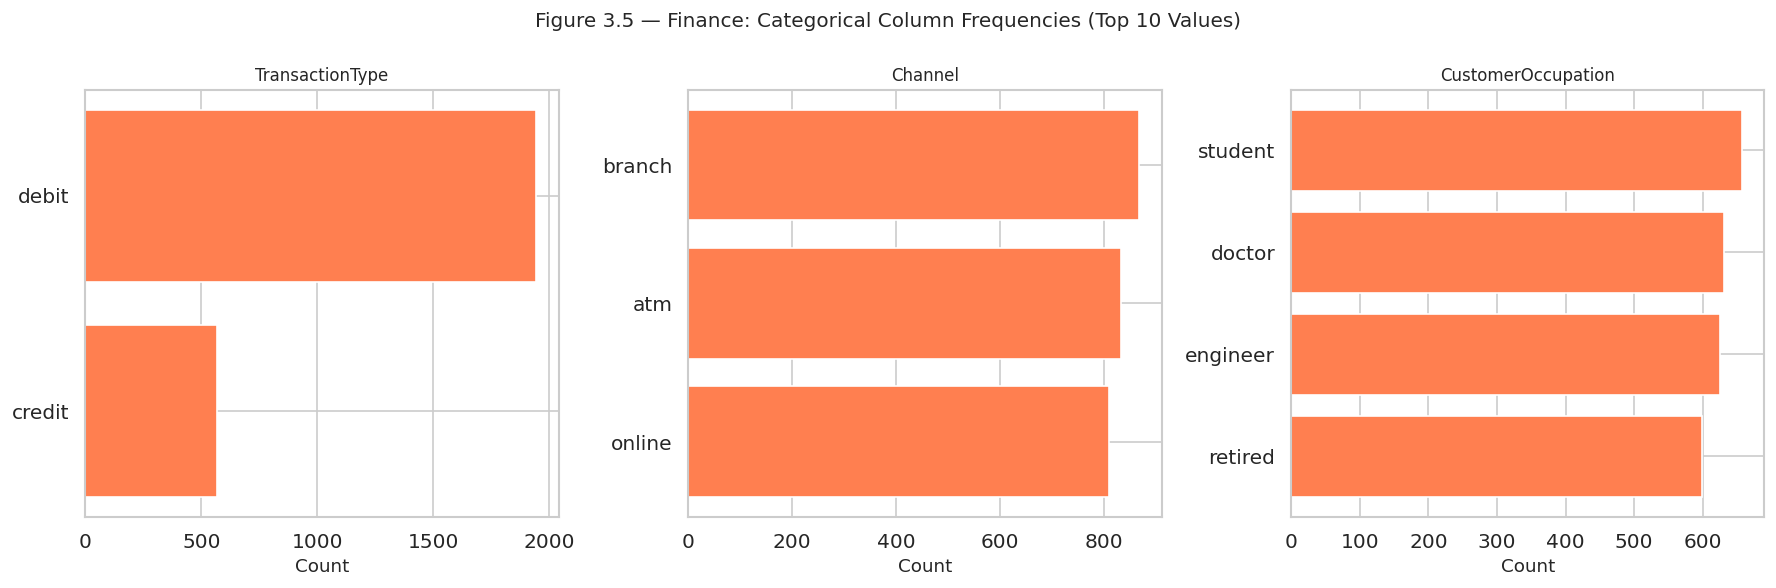 Figure 3.5 — Finance: Categorical Column Frequencies (Top 10 Values)
TransactionType
debit
credit
0 500 1000 1500 2000
Count
Channel
branch
atm
online
0 200 400 600 800
Count
CustomerOccupation
student
doctor
engineer
retired
0 100 200 300 400 500 600
Count